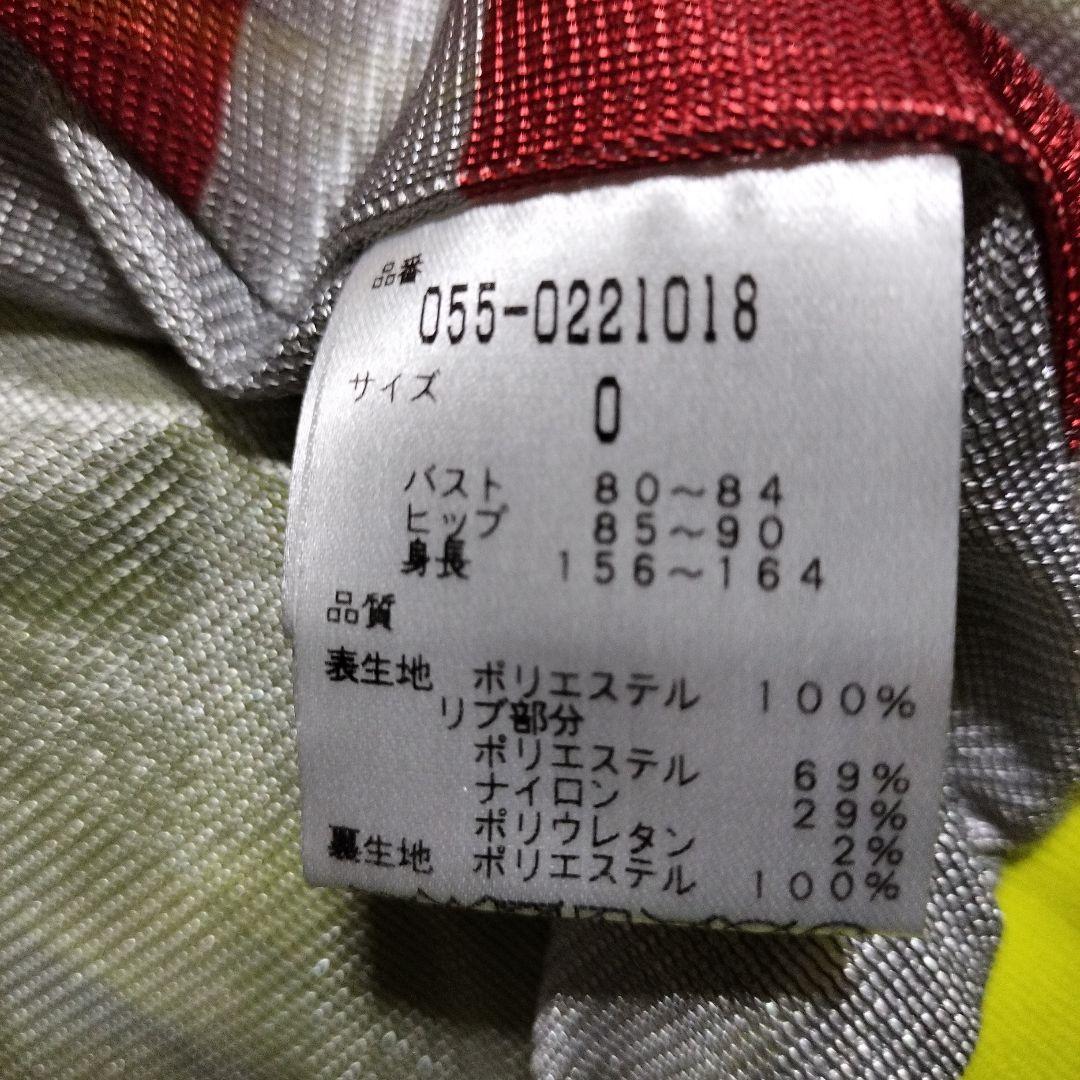 品番
055-0221018
サイズ 0
バスト 80～84
ヒップ 85～90
身長 156～164
品質
表生地 ポリエステル 100%
リブ部分
ポリエステル 69%
ナイロン 29%
ポリウレタン 2%
裏生地 ポリエステル 100%